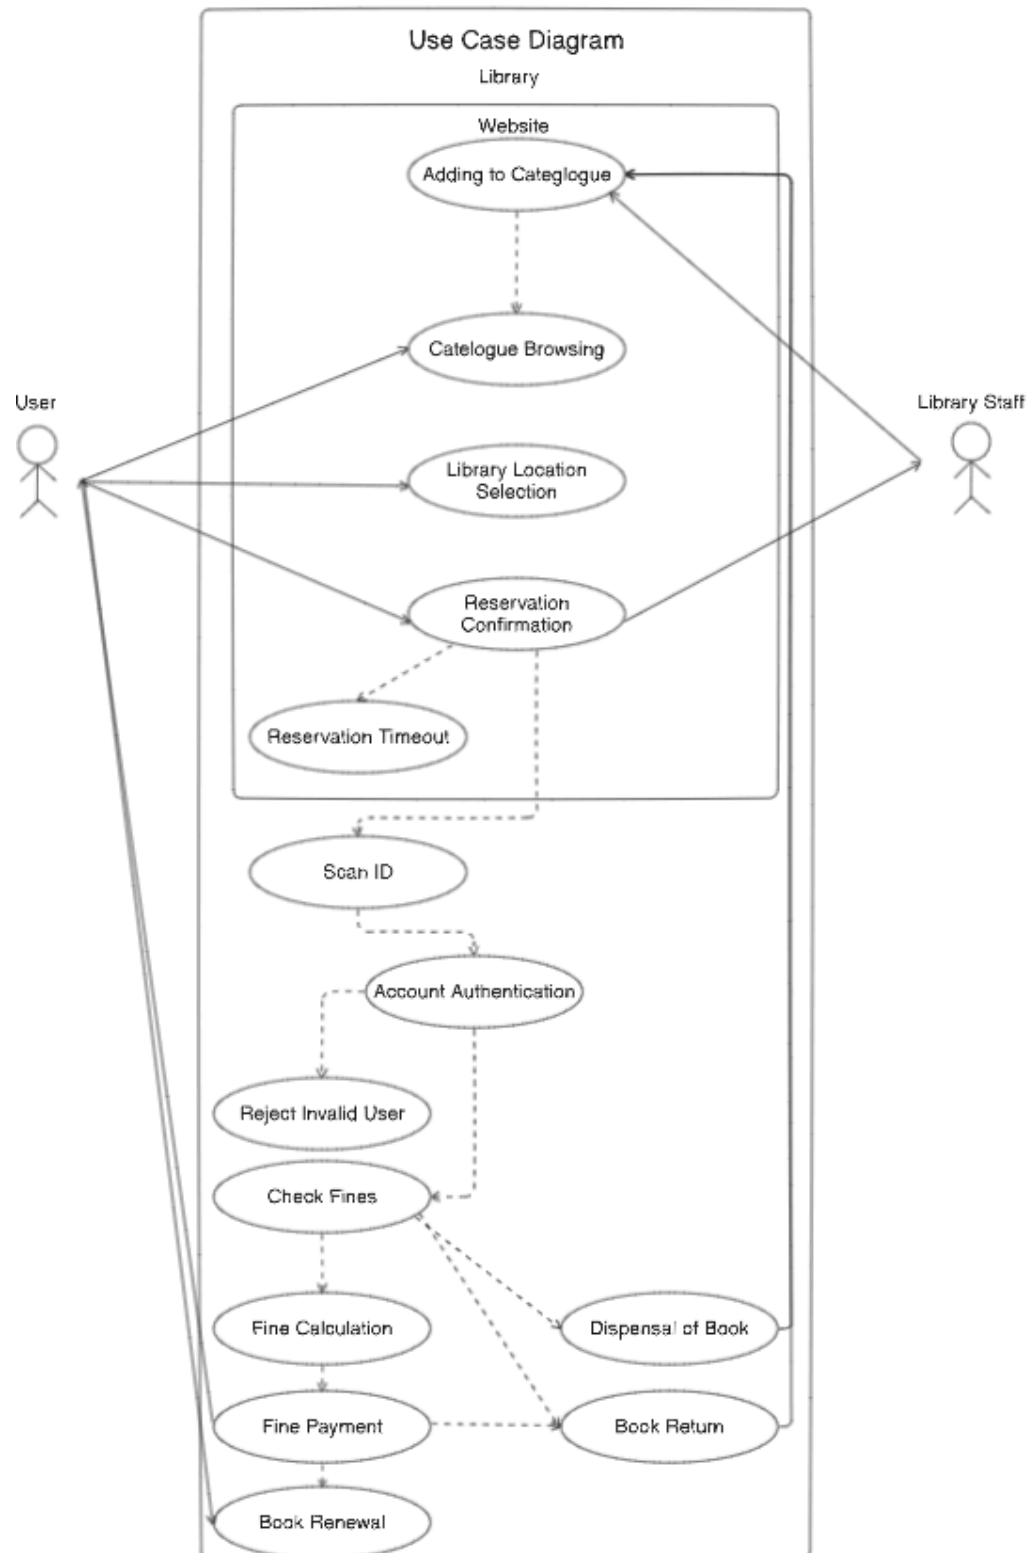 Use Case Diagram
Library
Website
Adding to Categlogue
Catelogue Browsing
User
Library Staff
Library Location
Selection
Reservation
Confirmation
Reservation Timeout
Scan ID
Account Authentication
Reject Invalid User
Check Fines
Fine Calculation
Dispensal of Book
Fine Payment
Book Return
Book Renewal